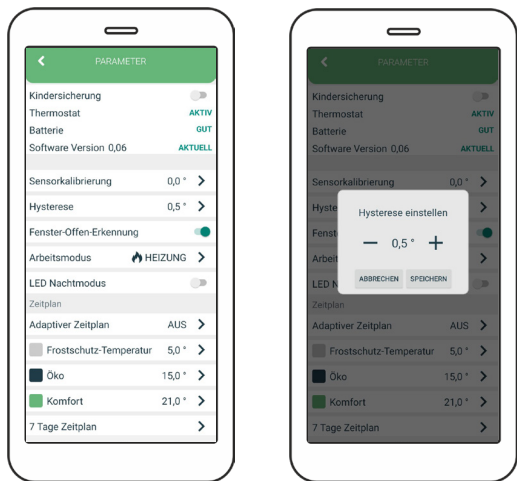 PARAMETER
Kindersicherung
Thermostat AKTIV
Batterie GUT
Software Version 0,06 AKTUELL
Sensorkalibrierung 0,0 °
Hysterese 0,5 °
Fenster-Offen-Erkennung
Arbeitsmodus HEIZUNG
LED Nachtmodus
Zeitplan
Adaptiver Zeitplan AUS
Frostschutz-Temperatur 5,0 °
Öko 15,0 °
Komfort 21,0 °
7 Tage Zeitplan
PARAMETER
Kindersicherung
Thermostat AKTIV
Batterie GUT
Software Version 0,06 AKTUELL
Sensorkalibrierung 0,0 °
Hyste
Hysterese einstellen
Fenst
— 0,5 ° +
Arbeit
ABBRECHEN SPEICHERN
LED N
Zeitplan
Adaptiver Zeitplan AUS
Frostschutz-Temperatur 5,0 °
Öko 15,0 °
Komfort 21,0 °
7 Tage Zeitplan